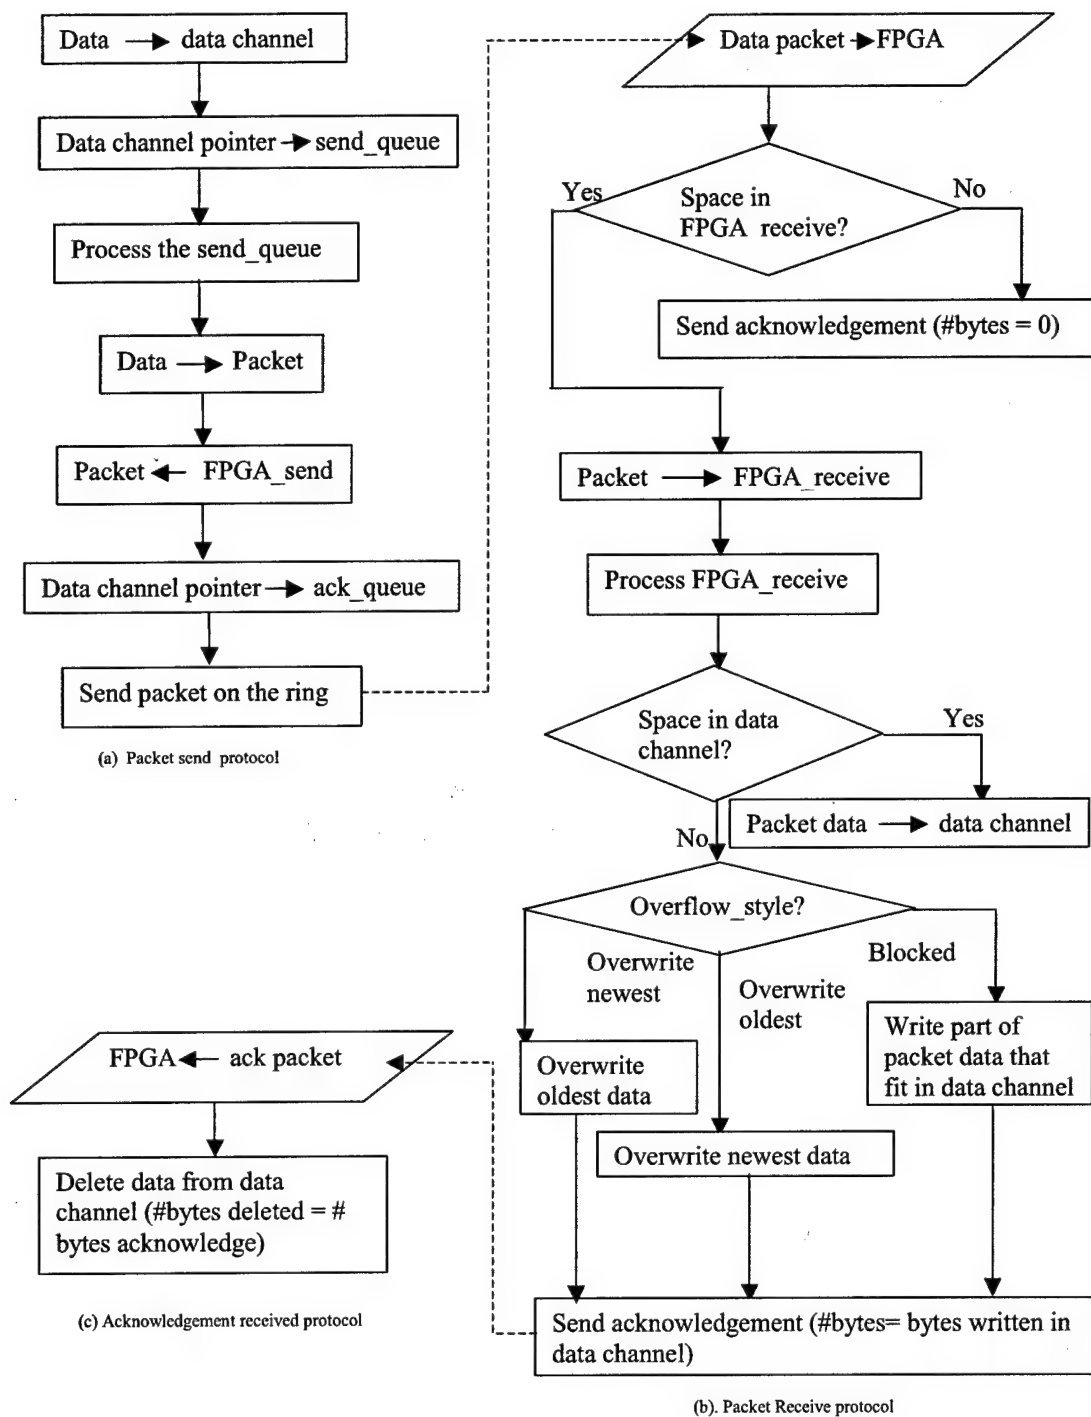 Data → data channel
Data channel pointer → send_queue
Process the send_queue
Data → Packet
Packet ← FPGA_send
Data channel pointer → ack_queue
Send packet on the ring
(a) Packet send protocol
Data packet → FPGA
Space in
FPGA_receive?
Yes
No
Send acknowledgement (#bytes = 0)
Packet → FPGA_receive
Process FPGA_receive
Space in data
channel?
Yes
Packet data → data channel
No
Overflow_style?
Overwrite
newest
Overwrite
oldest
Blocked
Overwrite
oldest data
Overwrite newest data
Write part of
packet data that
fit in data channel
Send acknowledgement (#bytes= bytes written in
data channel)
(b). Packet Receive protocol
FPGA ← ack packet
Delete data from data
channel (#bytes deleted = #
bytes acknowledge)
(c) Acknowledgement received protocol